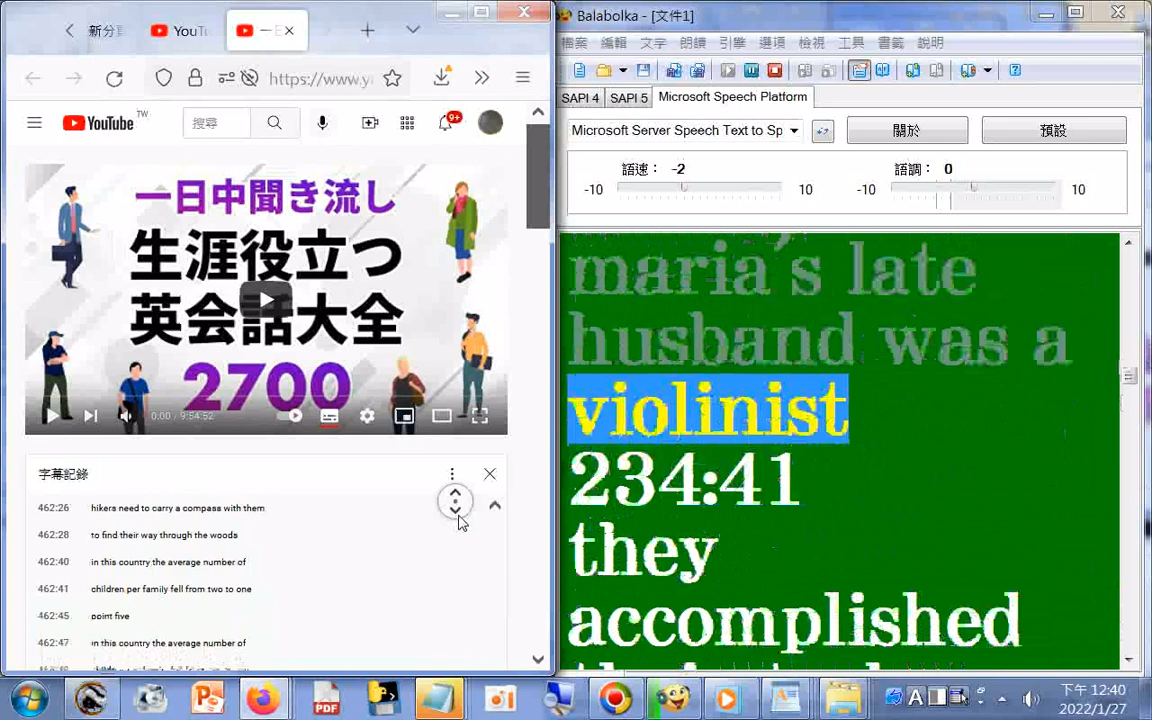 YouTu
https://www.y
YouTube TW
搜尋
9+
一日中聞き流し
生涯役立つ
英会話大全
2700
0:00 / 9:54:52
字幕記錄
462:26 hikers need to carry a compass with them
462:28 to find their way through the woods
462:40 in this country the average number of
462:41 children per family fell from two to one
462:45 point five
462:47 in this country the average number of
Balabolka - [文件1]
檔案 編輯 文字 朗讀 引擎 選項 檢視 工具 書籤 說明
SAPI 4 SAPI 5 Microsoft Speech Platform
Microsoft Server Speech Text to Sp
關於
預設
語速： -2
-10 10
語調： 0
-10 10
maria's late
husband was a
violinist
234:41
they
accomplished
PDF
A
下午 12:40
2022/1/27